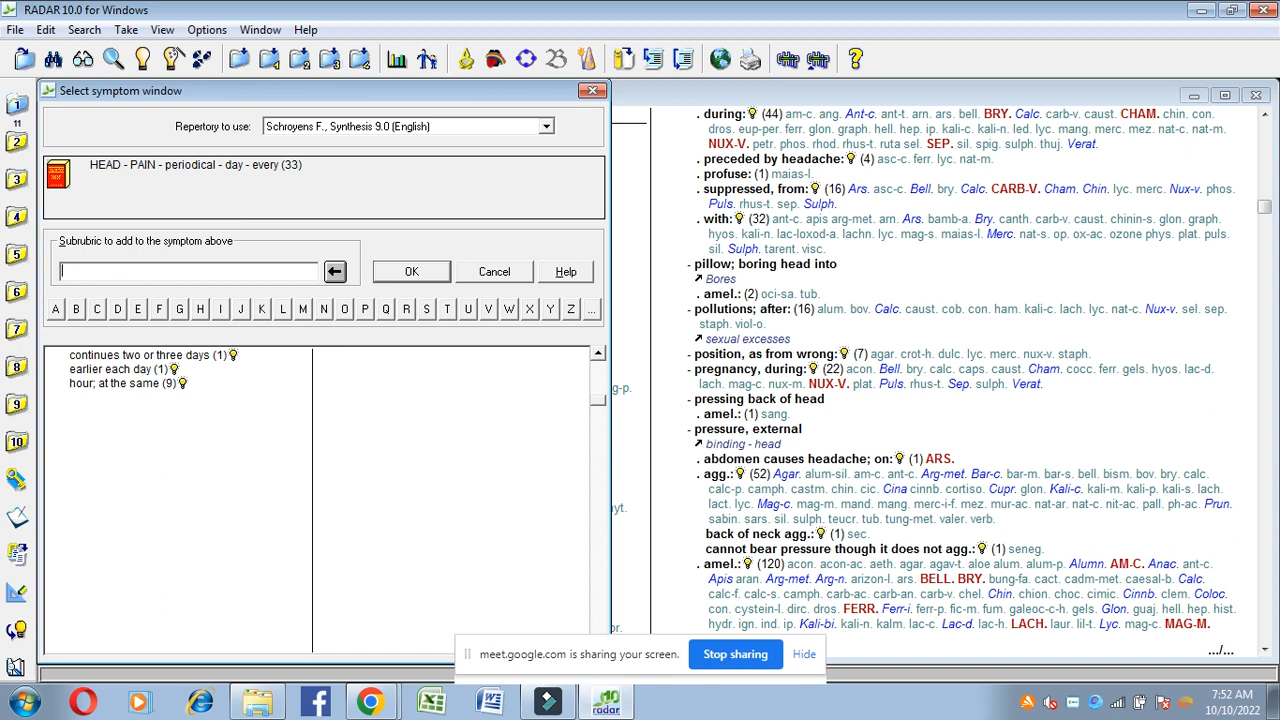 RADAR 10.0 for Windows
File Edit Search Take View Options Window Help
Select symptom window
Repertory to use: Schroyens F., Synthesis 9.0 (English)
HEAD - PAIN - periodical - day - every (33)
Subrubric to add to the symptom above
OK Cancel Help
A B C D E F G H I J K L M N O P Q R S T U V W X Y Z ...
continues two or three days (1)
earlier each day (1)
hour; at the same (9)
1
11
2
3
4
5
6
7
8
9
10
. during: (44) am-c. ang. Ant-c. ant-t. arn. ars. bell. BRY. Calc. carb-v. caust. CHAM. chin. con.
dros. eup-per. ferr. glon. graph. hell. hep. ip. kali-c. kali-n. led. lyc. mang. merc. mez. nat-c. nat-m.
NUX-V. petr. phos. rhod. rhus-t. ruta sel. SEP. sil. spig. sulph. thuj. Verat.
. preceded by headache: (4) asc-c. ferr. lyc. nat-m.
. profuse: (1) maias-l.
. suppressed, from: (16) Ars. asc-c. Bell. bry. Calc. CARB-V. Cham. Chin. lyc. merc. Nux-v. phos.
Puls. rhus-t. sep. Sulph.
. with: (32) ant-c. apis arg-met. arn. Ars. bamb-a. Bry. canth. carb-v. caust. chinin-s. glon. graph.
hyos. kali-n. lac-loxod-a. lachn. lyc. mag-s. maias-l. Merc. nat-s. op. ox-ac. ozone phys. plat. puls.
sil. Sulph. tarent. visc.
- pillow; boring head into
Bores
. amel.: (2) oci-sa. tub.
- pollutions; after: (16) alum. bov. Calc. caust. cob. con. ham. kali-c. lach. lyc. nat-c. Nux-v. sel. sep.
staph. viol-o.
sexual excesses
- position, as from wrong: (7) agar. crot-h. dulc. lyc. merc. nux-v. staph.
- pregnancy, during: (22) acon. Bell. bry. calc. caps. caust. Cham. cocc. ferr. gels. hyos. lac-d.
lach. mag-c. nux-m. NUX-V. plat. Puls. rhus-t. Sep. sulph. Verat.
- pressing back of head
. amel.: (1) sang.
- pressure, external
binding - head
. abdomen causes headache; on: (1) ARS.
. agg.: (52) Agar. alum-sil. am-c. ant-c. Arg-met. Bar-c. bar-m. bar-s. bell. bism. bov. bry. calc.
calc-p. camph. castm. chin. cic. Cina cinnb. cortiso. Cupr. glon. Kali-c. kali-m. kali-p. kali-s. lach.
lact. lyc. Mag-c. mag-m. mand. mang. merc-i-f. mez. mur-ac. nat-ar. nat-c. nit-ac. pall. ph-ac. Prun.
sabin. sars. sil. sulph. teucr. tub. tung-met. valer. verb.
back of neck agg.: (1) sec.
cannot bear pressure though it does not agg.: (1) seneg.
. amel.: (120) acon. acon-ac. aeth. agar. agav-t. aloe alum. alum-p. Alumn. AM-C. Anac. ant-c.
Apis aran. Arg-met. Arg-n. arizon-l. ars. BELL. BRY. bung-fa. cact. cadm-met. caesal-b. Calc.
calc-f. calc-s. camph. carb-ac. carb-an. carb-v. chel. Chin. chion. choc. cimic. Cinnb. clem. Coloc.
con. cystein-l. dirc. dros. FERR. Ferr-i. ferr-p. fic-m. fum. galeoc-c-h. gels. Glon. guaj. hell. hep. hist.
hydr. ign. ind. ip. Kali-bi. kali-n. kalm. lac-c. Lac-d. lac-h. LACH. laur. lil-t. Lyc. mag-c. MAG-M.
.../...
g-p.
nyt.
or.
meet.google.com is sharing your screen. Stop sharing Hide
10
radar
7:52 AM
10/10/2022